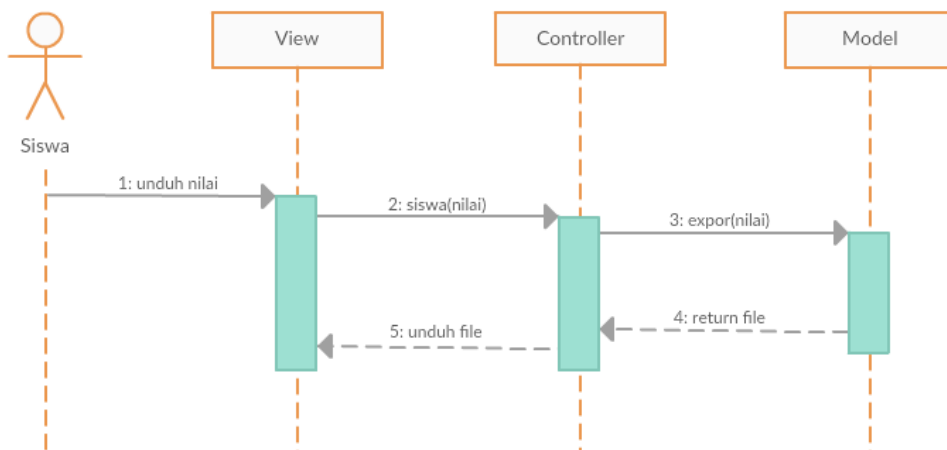 View
Controller
Model
Siswa
1: unduh nilai
2: siswa(nilai)
3: expor(nilai)
4: return file
5: unduh file